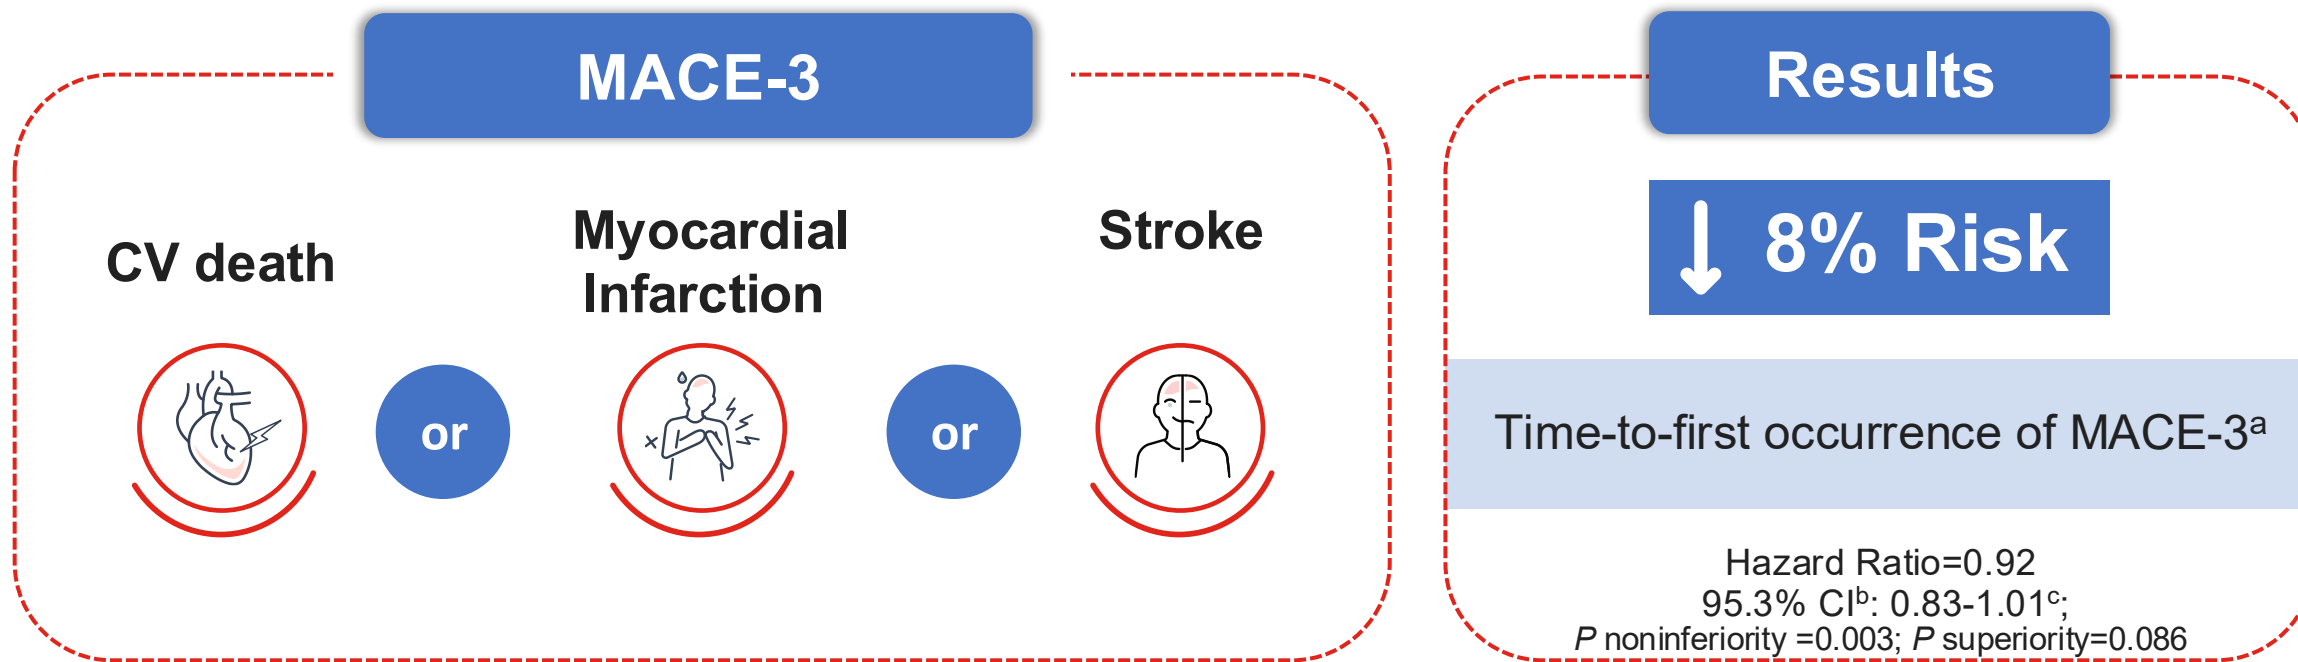 MACE-3
CV death
Myocardial
Infarction
Stroke
or
or
Results
↓ 8% Risk
Time-to-first occurrence of MACE-3ᵃ
Hazard Ratio=0.92
95.3% CIᵇ: 0.83-1.01ᶜ;
P noninferiority =0.003; P superiority=0.086